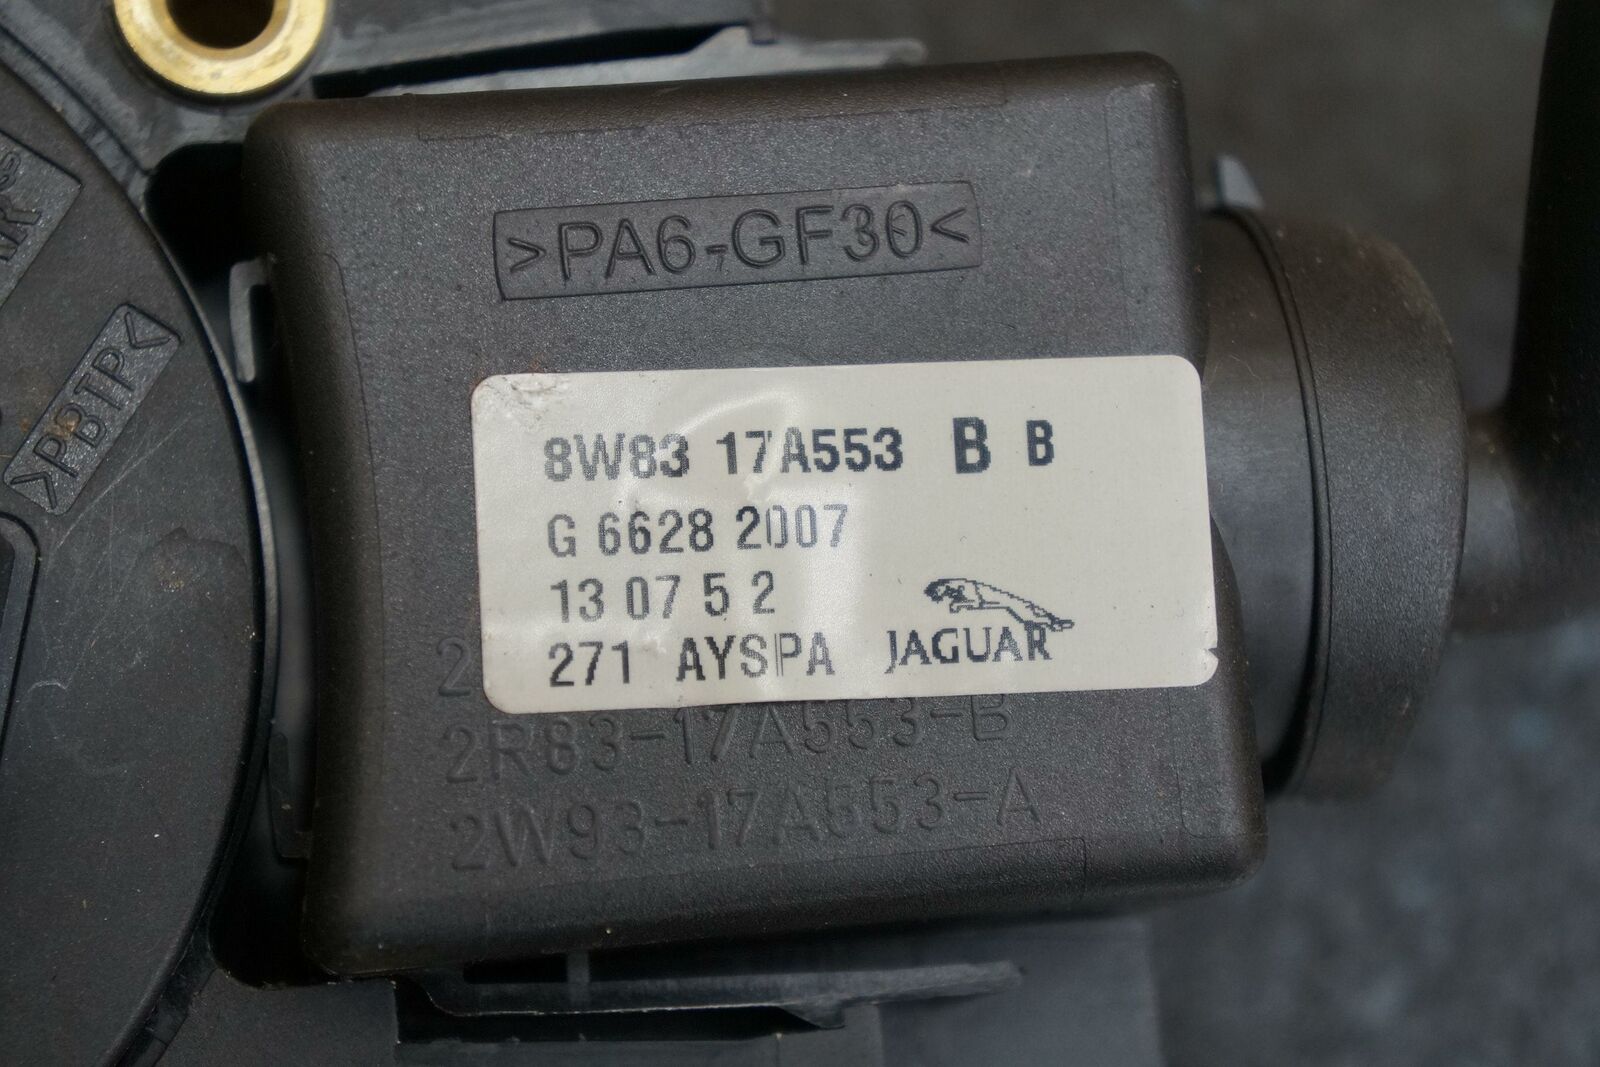 >PA6-GF30<
>PBTP<
8W83 17A553 B B
G 6628 2007
13 07 5 2
271 AYSPA JAGUAR
2R83-17A553-B
2W93-17A553-A